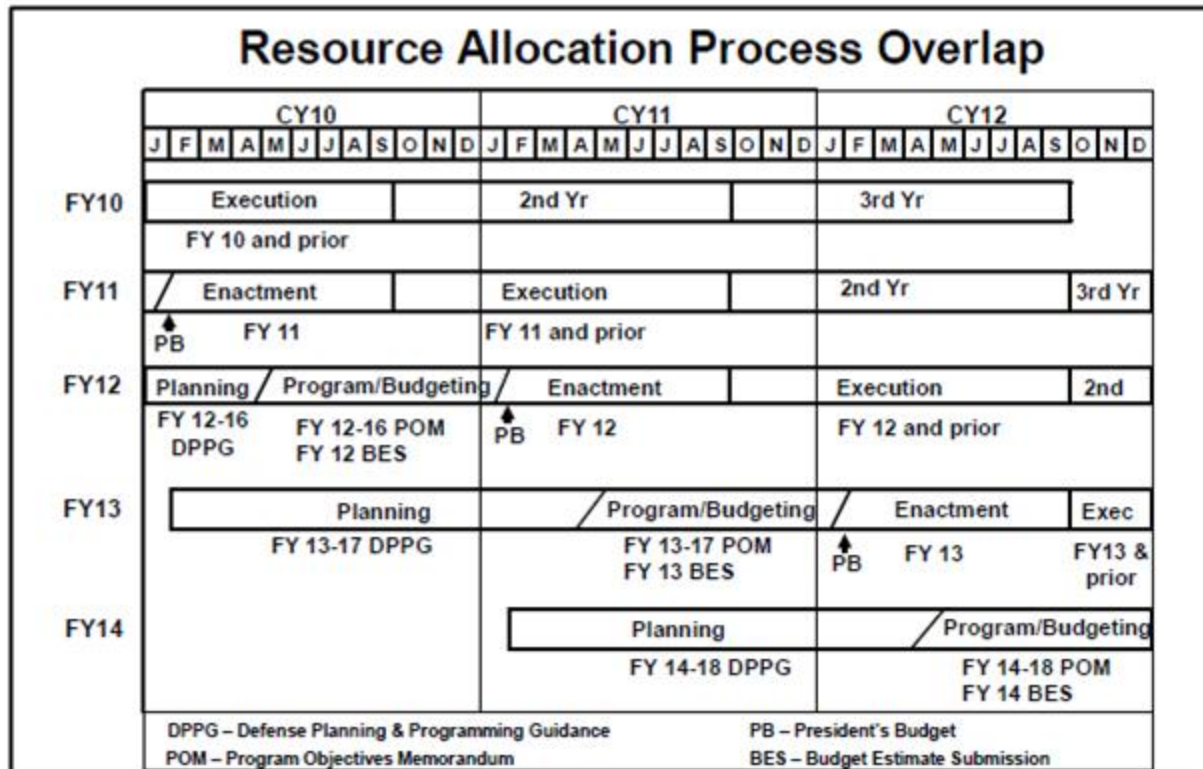 Resource Allocation Process Overlap
CY10 CY11 CY12
J F M A M J J A S O N D J F M A M J J A S O N D J F M A M J J A S O N D
FY10 Execution 2nd Yr 3rd Yr
FY 10 and prior
FY11 Enactment Execution 2nd Yr 3rd Yr
PB FY 11 FY 11 and prior
FY12 Planning Program/Budgeting Enactment Execution 2nd
FY 12-16 FY 12-16 POM PB FY 12 FY 12 and prior
DPPG FY 12 BES
FY13 Planning Program/Budgeting Enactment Exec
FY 13-17 DPPG FY 13-17 POM PB FY 13 FY13 &
FY 13 BES prior
FY14 Planning Program/Budgeting
FY 14-18 DPPG FY 14-18 POM
FY 14 BES
DPPG – Defense Planning & Programming Guidance PB – President's Budget
POM – Program Objectives Memorandum BES – Budget Estimate Submission